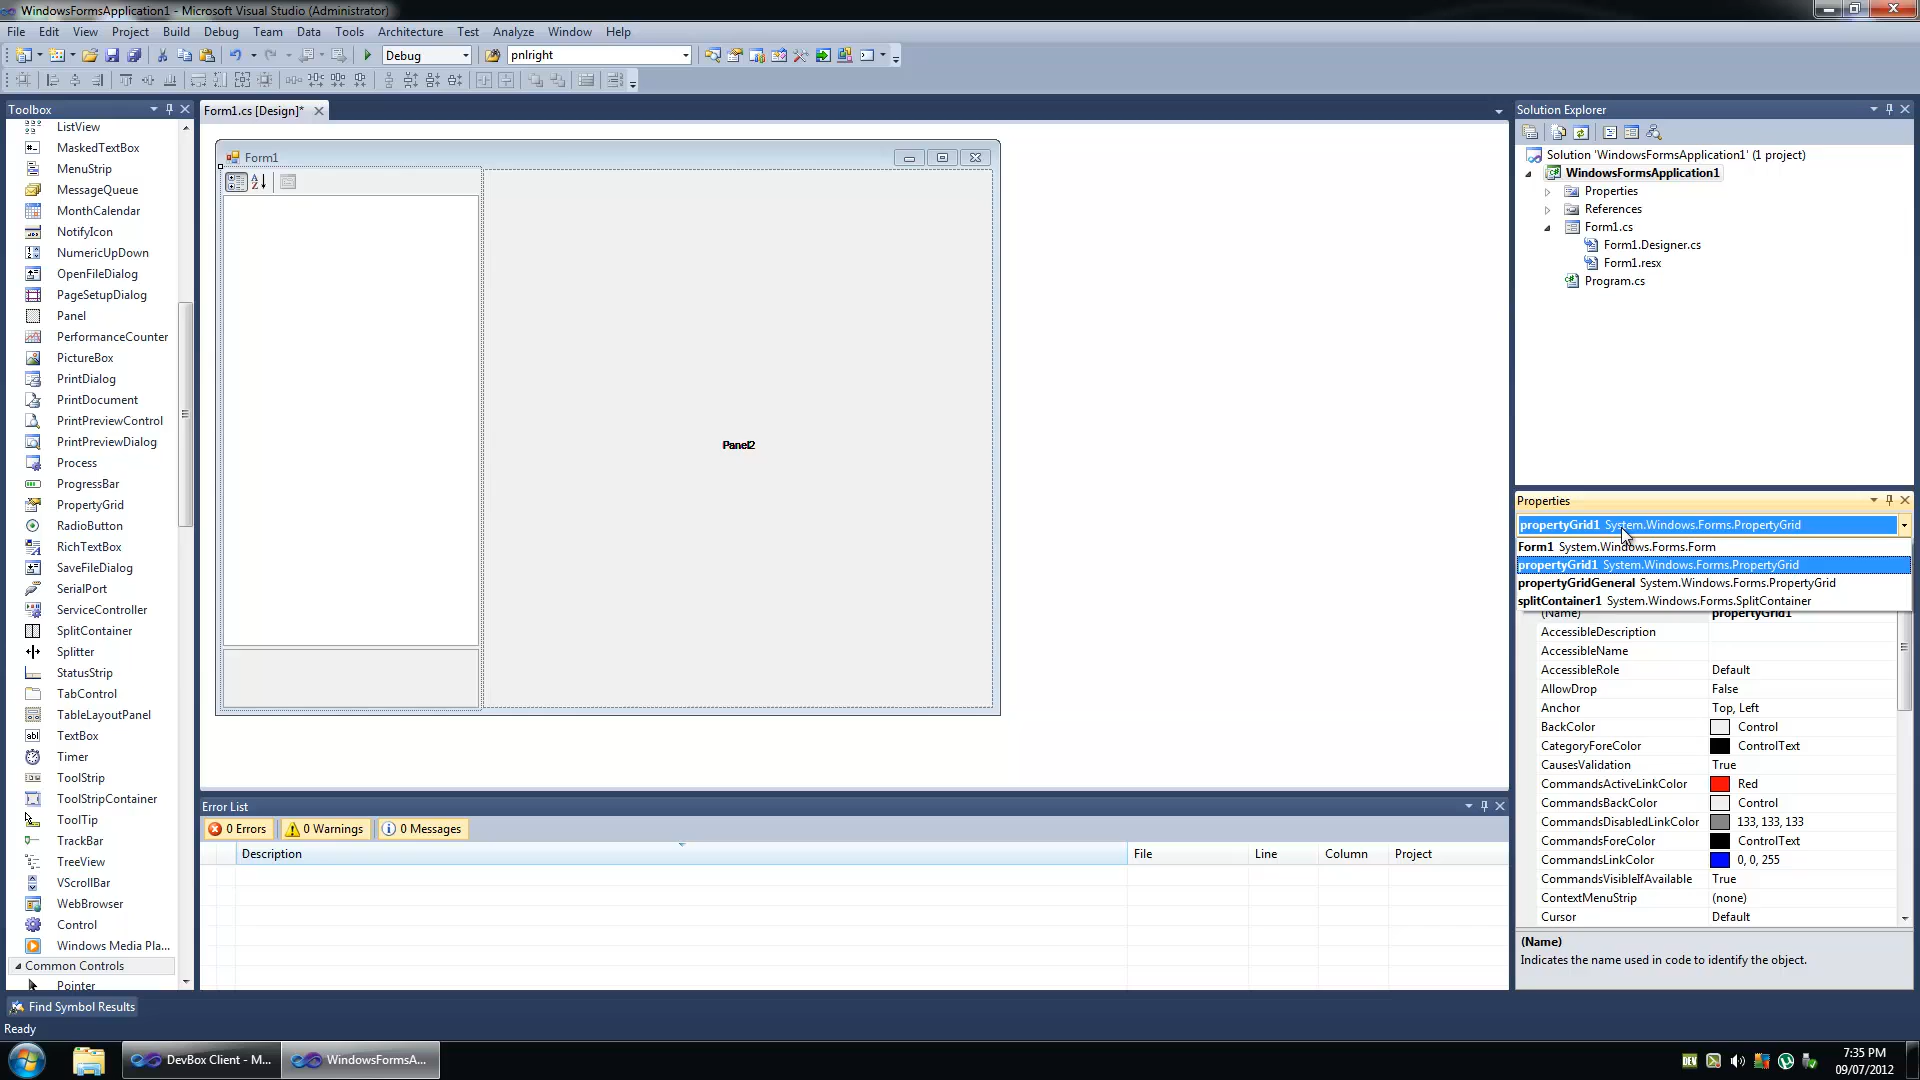 WindowsFormsApplication1 - Microsoft Visual Studio (Administrator)
File Edit View Project Build Debug Team Data Tools Architecture Test Analyze Window Help
Debug pnlright
Toolbox
ListView
MaskedTextBox
MenuStrip
MessageQueue
MonthCalendar
NotifyIcon
NumericUpDown
OpenFileDialog
PageSetupDialog
Panel
PerformanceCounter
PictureBox
PrintDialog
PrintDocument
PrintPreviewControl
PrintPreviewDialog
Process
ProgressBar
PropertyGrid
RadioButton
RichTextBox
SaveFileDialog
SerialPort
ServiceController
SplitContainer
Splitter
StatusStrip
TabControl
TableLayoutPanel
TextBox
Timer
ToolStrip
ToolStripContainer
ToolTip
TrackBar
TreeView
VScrollBar
WebBrowser
Control
Windows Media Pla...
Common Controls
Pointer
Form1.cs [Design]*
Form1
Panel2
Error List
0 Errors 0 Warnings 0 Messages
Description File Line Column Project
Solution Explorer
Solution 'WindowsFormsApplication1' (1 project)
WindowsFormsApplication1
Properties
References
Form1.cs
Form1.Designer.cs
Form1.resx
Program.cs
Properties
propertyGrid1 System.Windows.Forms.PropertyGrid
Form1 System.Windows.Forms.Form
propertyGrid1 System.Windows.Forms.PropertyGrid
propertyGridGeneral System.Windows.Forms.PropertyGrid
splitContainer1 System.Windows.Forms.SplitContainer
(Name) propertyGrid1
AccessibleDescription
AccessibleName
AccessibleRole Default
AllowDrop False
Anchor Top, Left
BackColor Control
CategoryForeColor ControlText
CausesValidation True
CommandsActiveLinkColor Red
CommandsBackColor Control
CommandsDisabledLinkColor 133, 133, 133
CommandsForeColor ControlText
CommandsLinkColor 0, 0, 255
CommandsVisibleIfAvailable True
ContextMenuStrip (none)
Cursor Default
(Name)
Indicates the name used in code to identify the object.
Find Symbol Results
Ready
DevBox Client - M...
WindowsFormsA...
DEV
7:35 PM
09/07/2012